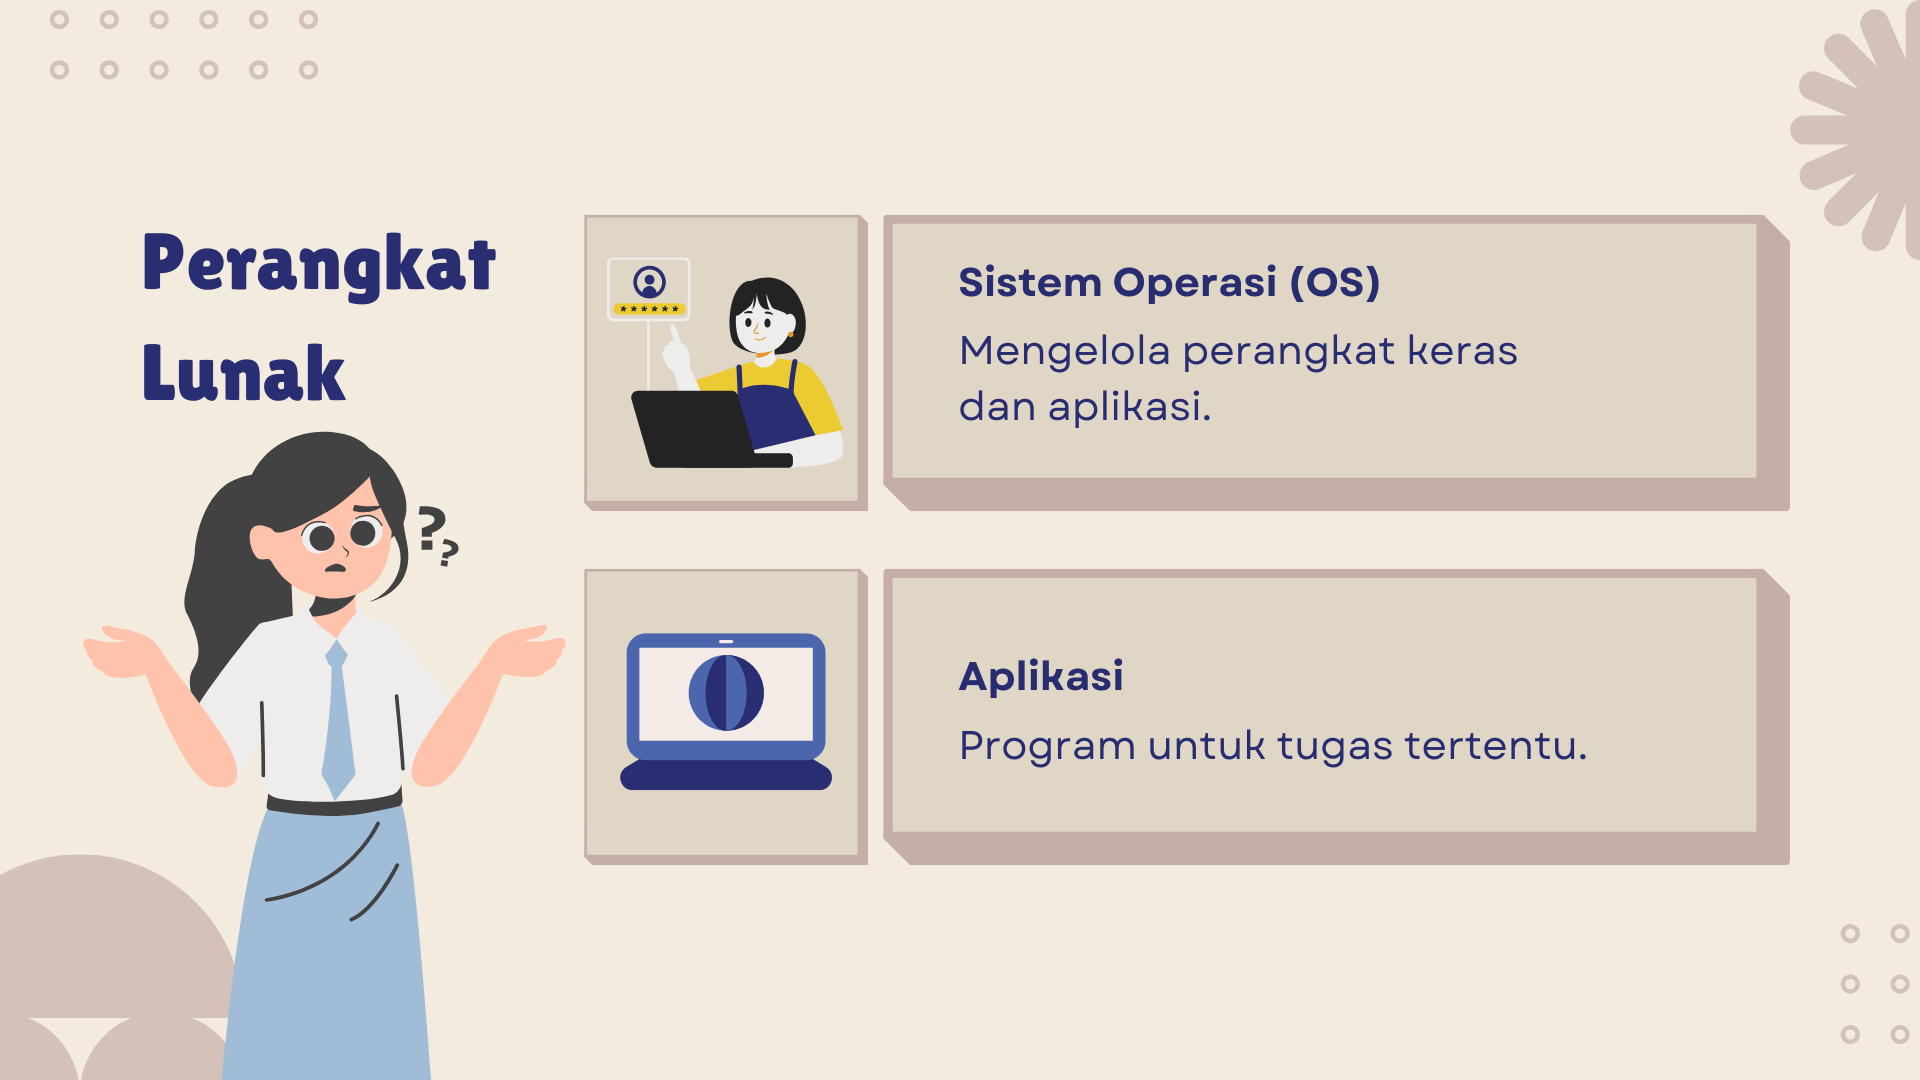 Perangkat
Lunak
? ?
* * * * * *
Sistem Operasi (OS)
Mengelola perangkat keras
dan aplikasi.
Aplikasi
Program untuk tugas tertentu.